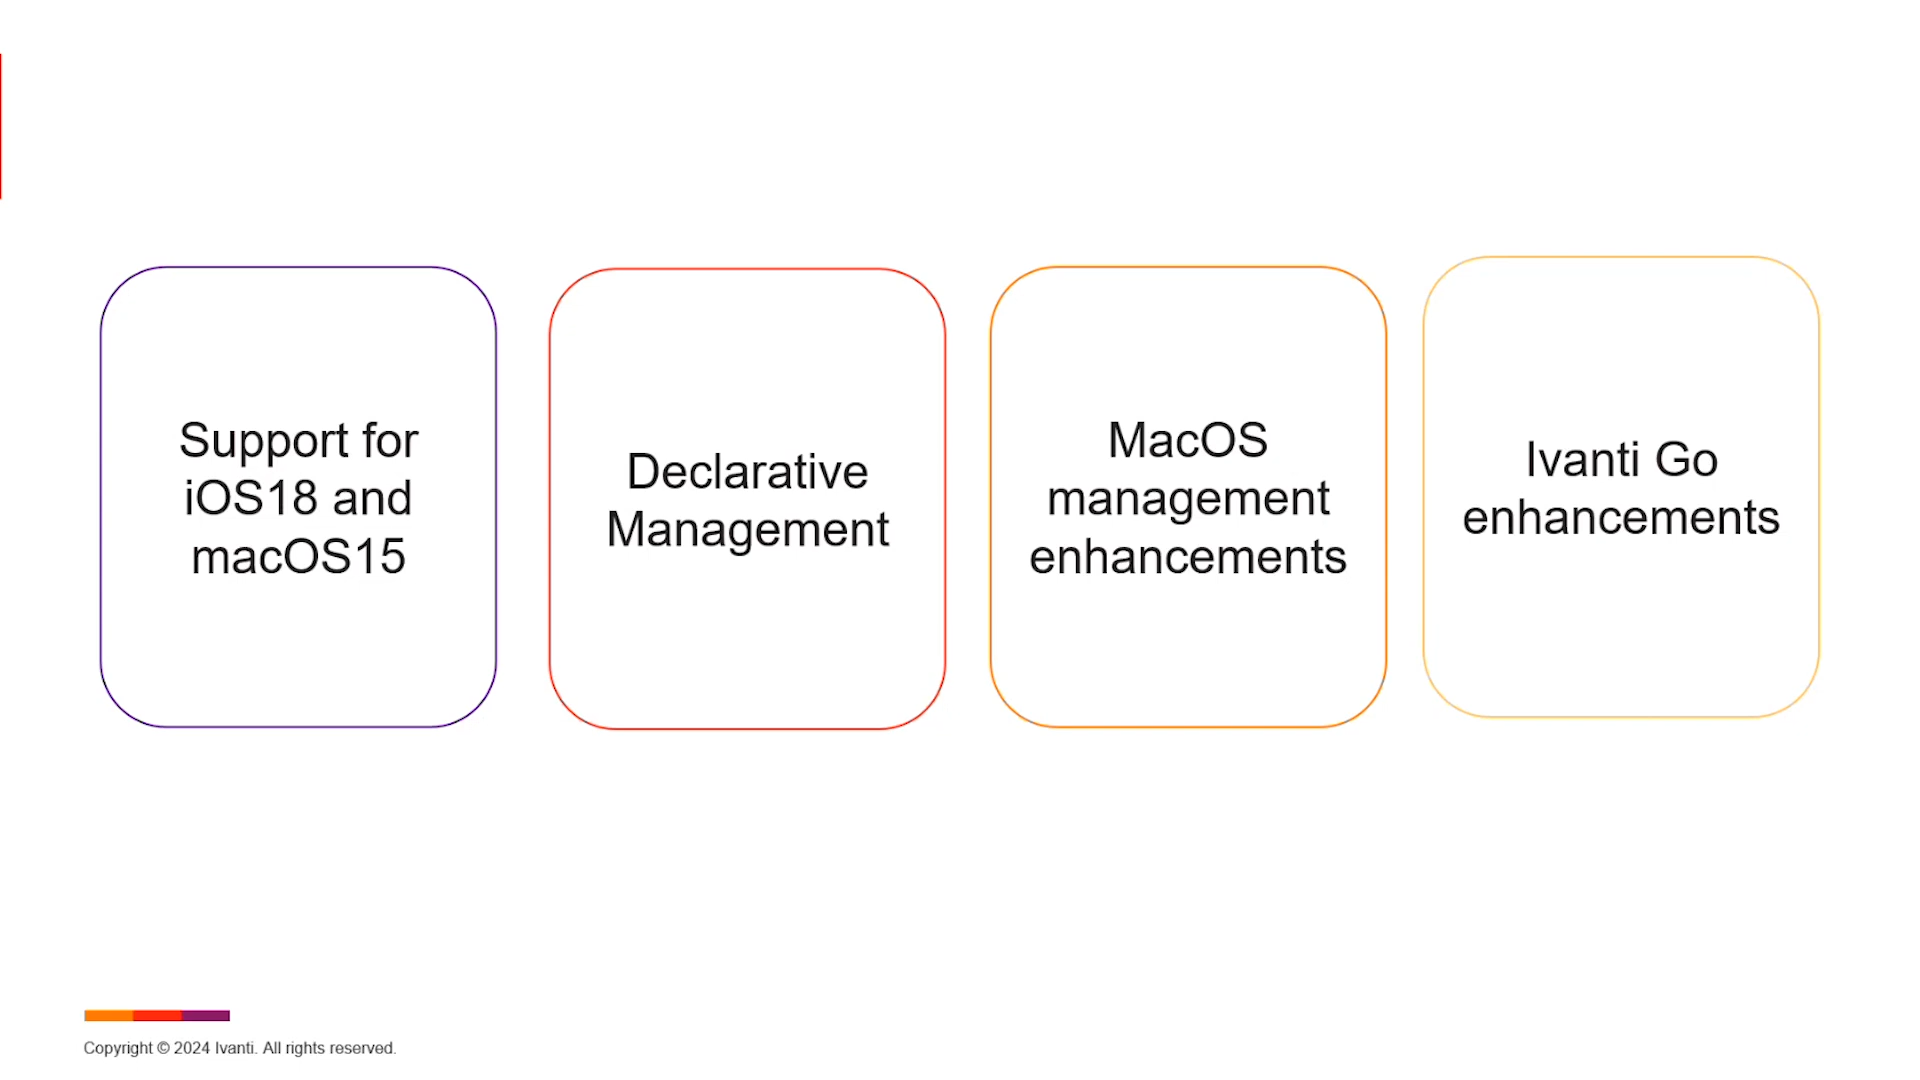 Support for
iOS18 and
macOS15
Declarative
Management
MacOS
management
enhancements
Ivanti Go
enhancements
Copyright © 2024 Ivanti. All rights reserved.